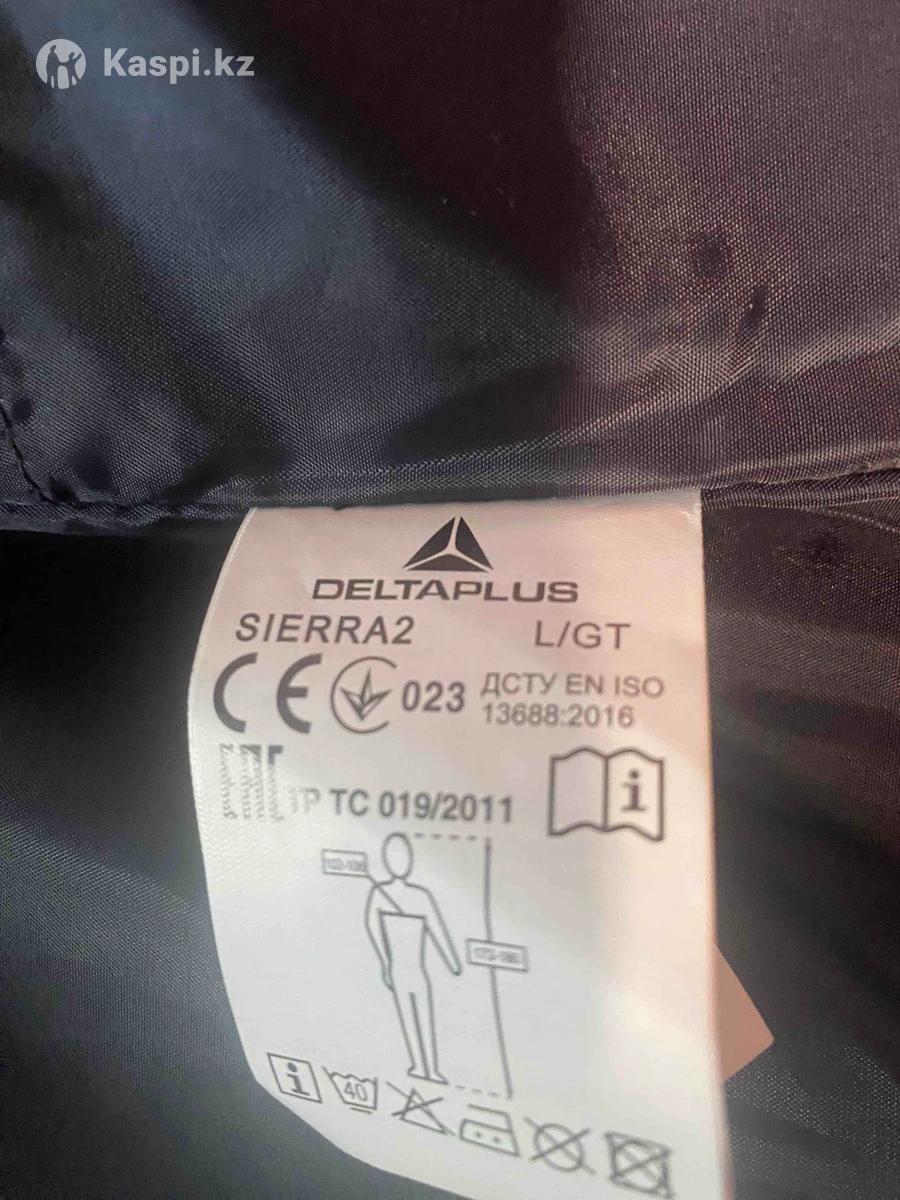 Kaspi.kz
DELTAPLUS
SIERRA2 L/GT
CE 023 ДСТУ EN ISO
13688:2016
ТР ТС 019/2011
i
40